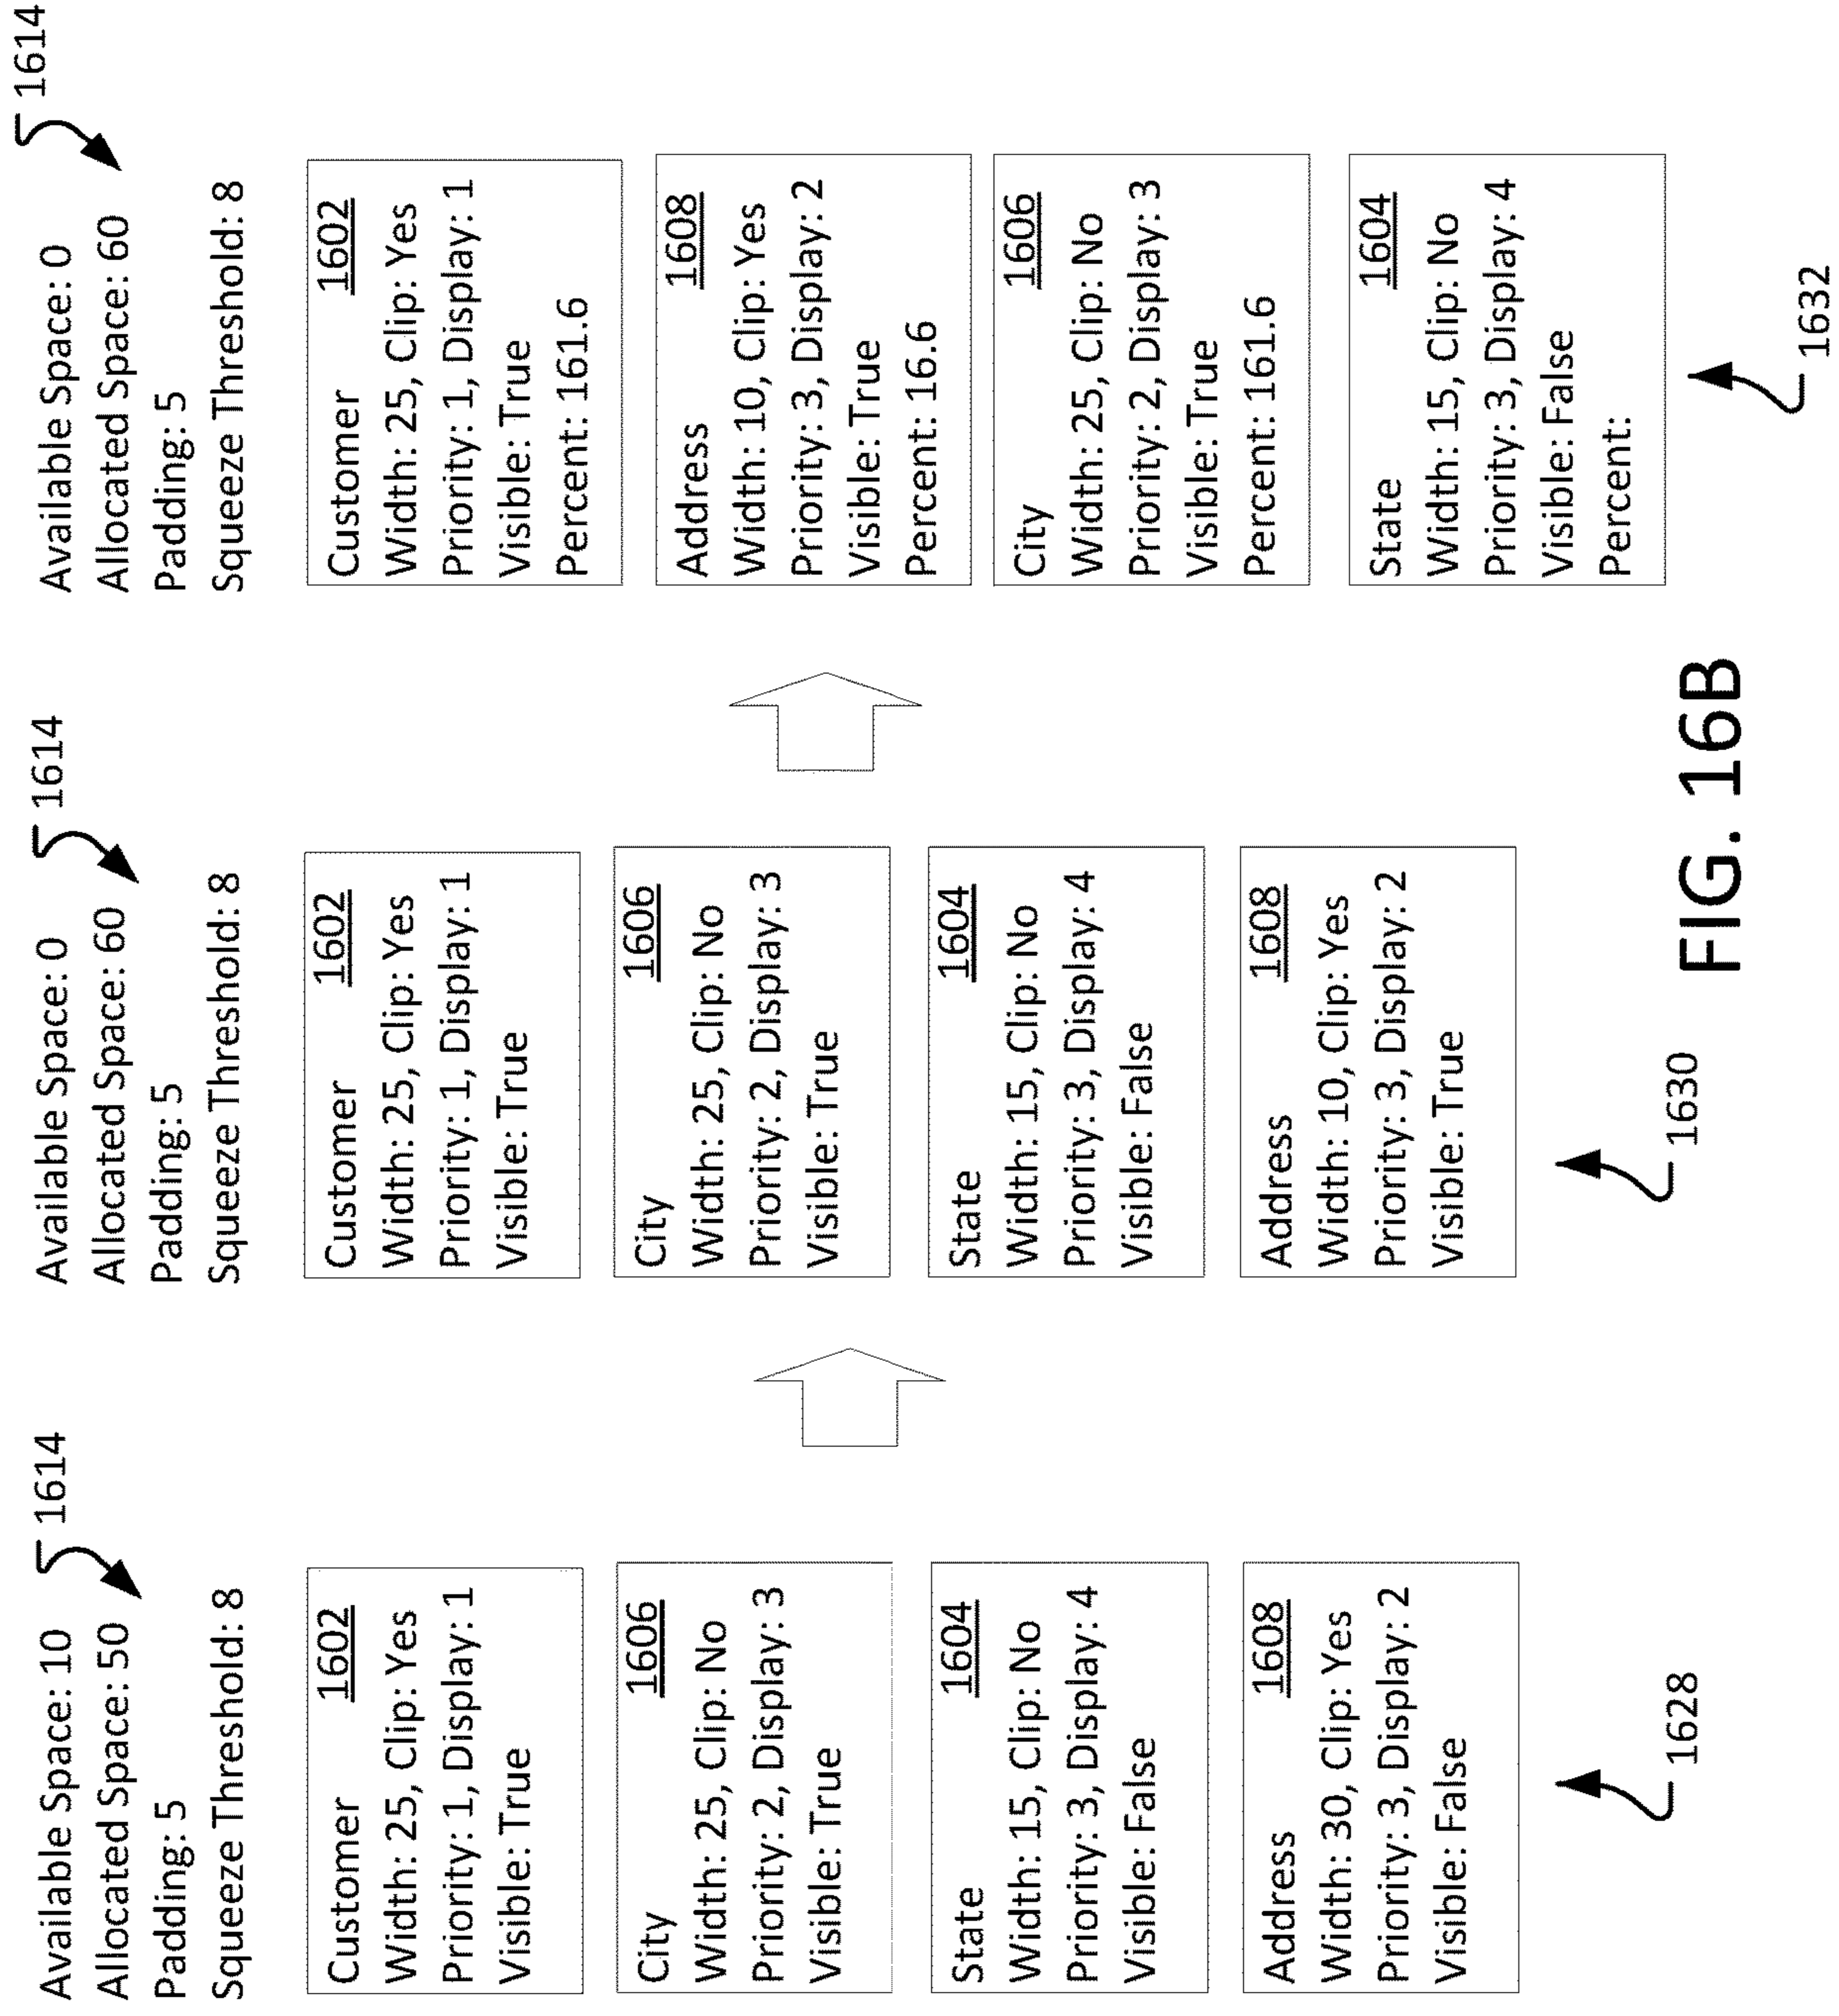 Available Space: 10
Allocated Space: 50
Padding: 5
Squeeze Threshold: 8
1614
Customer 1602
Width: 25, Clip: Yes
Priority: 1, Display: 1
Visible: True
City 1606
Width: 25, Clip: No
Priority: 2, Display: 3
Visible: True
State 1604
Width: 15, Clip: No
Priority: 3, Display: 4
Visible: False
Address 1608
Width: 30, Clip: Yes
Priority: 3, Display: 2
Visible: False
1628
Available Space: 0
Allocated Space: 60
Padding: 5
Squeeze Threshold: 8
1614
Customer 1602
Width: 25, Clip: Yes
Priority: 1, Display: 1
Visible: True
City 1606
Width: 25, Clip: No
Priority: 2, Display: 3
Visible: True
State 1604
Width: 15, Clip: No
Priority: 3, Display: 4
Visible: False
Address 1608
Width: 10, Clip: Yes
Priority: 3, Display: 2
Visible: True
1630
Available Space: 0
Allocated Space: 60
Padding: 5
Squeeze Threshold: 8
1614
Customer 1602
Width: 25, Clip: Yes
Priority: 1, Display: 1
Visible: True
Percent: 161.6
Address 1608
Width: 10, Clip: Yes
Priority: 3, Display: 2
Visible: True
Percent: 16.6
City 1606
Width: 25, Clip: No
Priority: 2, Display: 3
Visible: True
Percent: 161.6
State 1604
Width: 15, Clip: No
Priority: 3, Display: 4
Visible: False
Percent:
1632
FIG. 16B